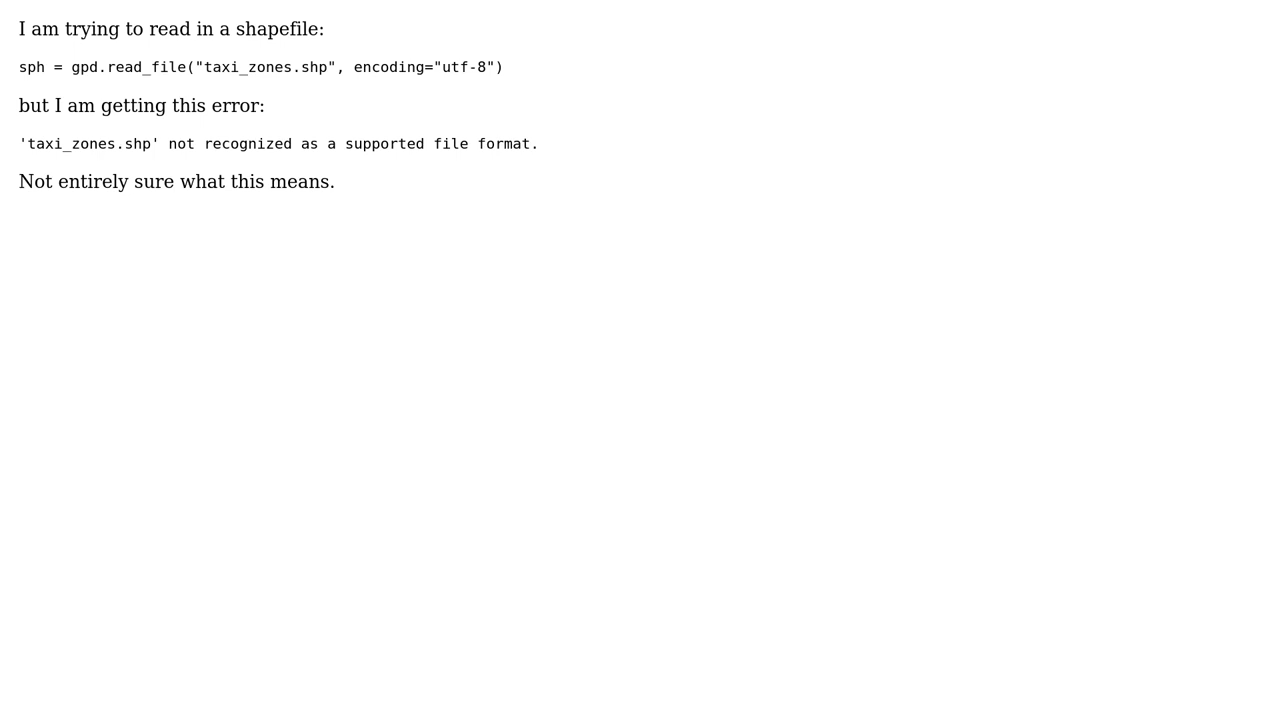 I am trying to read in a shapefile:
sph = gpd.read_file("taxi_zones.shp", encoding="utf-8")
but I am getting this error:
'taxi_zones.shp' not recognized as a supported file format.
Not entirely sure what this means.